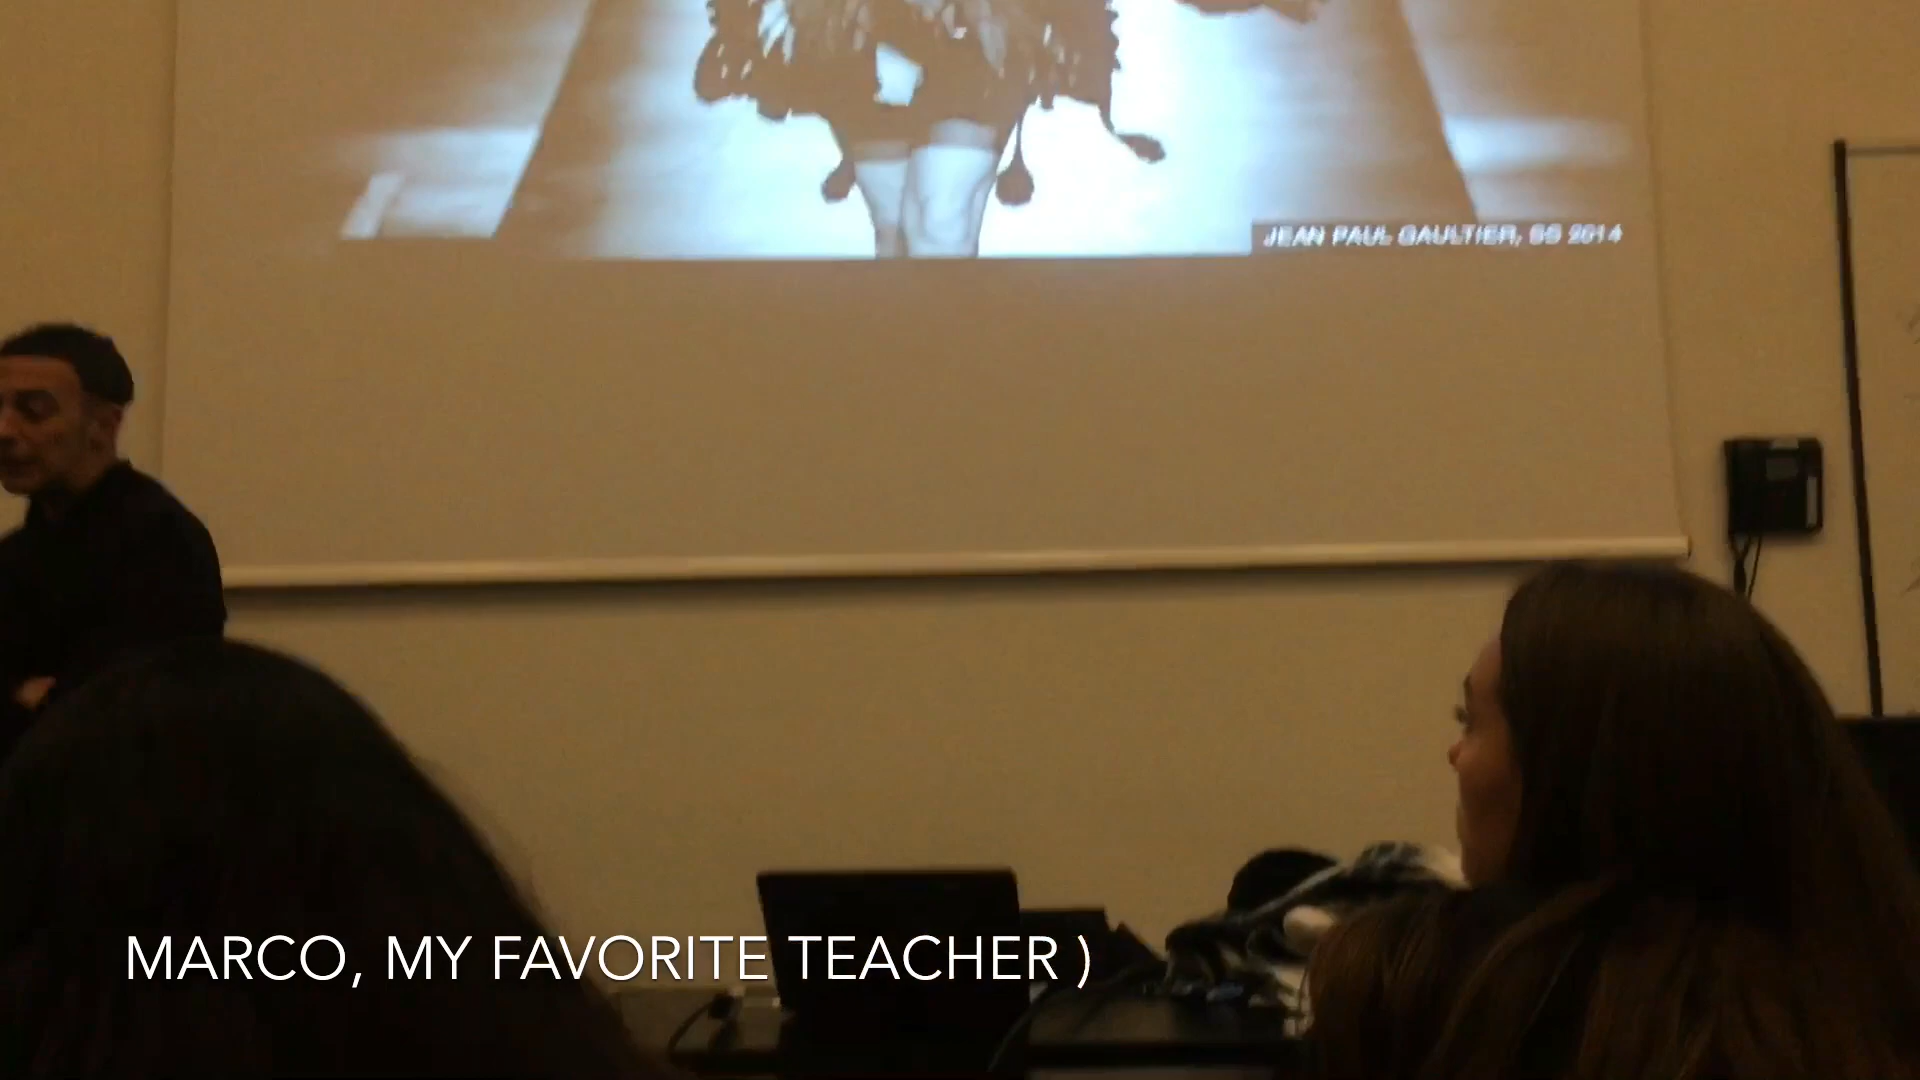 JEAN PAUL GAULTIER, SS 2014
MARCO, MY FAVORITE TEACHER )